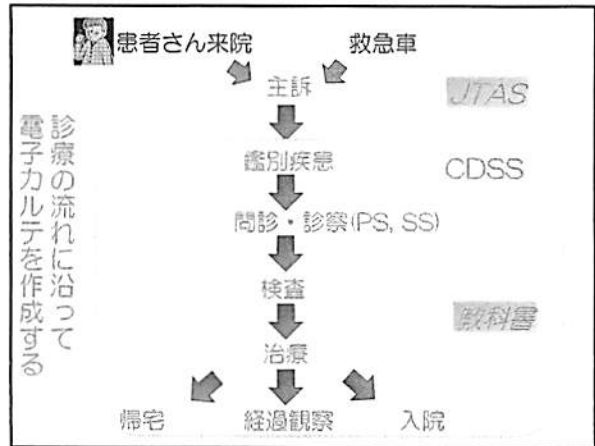 患者さん来院
救急車
主訴
JTAS
鑑別疾患
CDSS
問診・診察(PS, SS)
検査
教科書
治療
帰宅
経過観察
入院
診療の流れに沿って
電子カルテを作成する